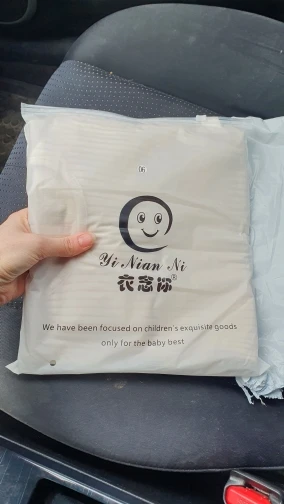 06
Yi Nian Ni
衣念你®
We have been focused on children's exquisite goods
only for the baby best